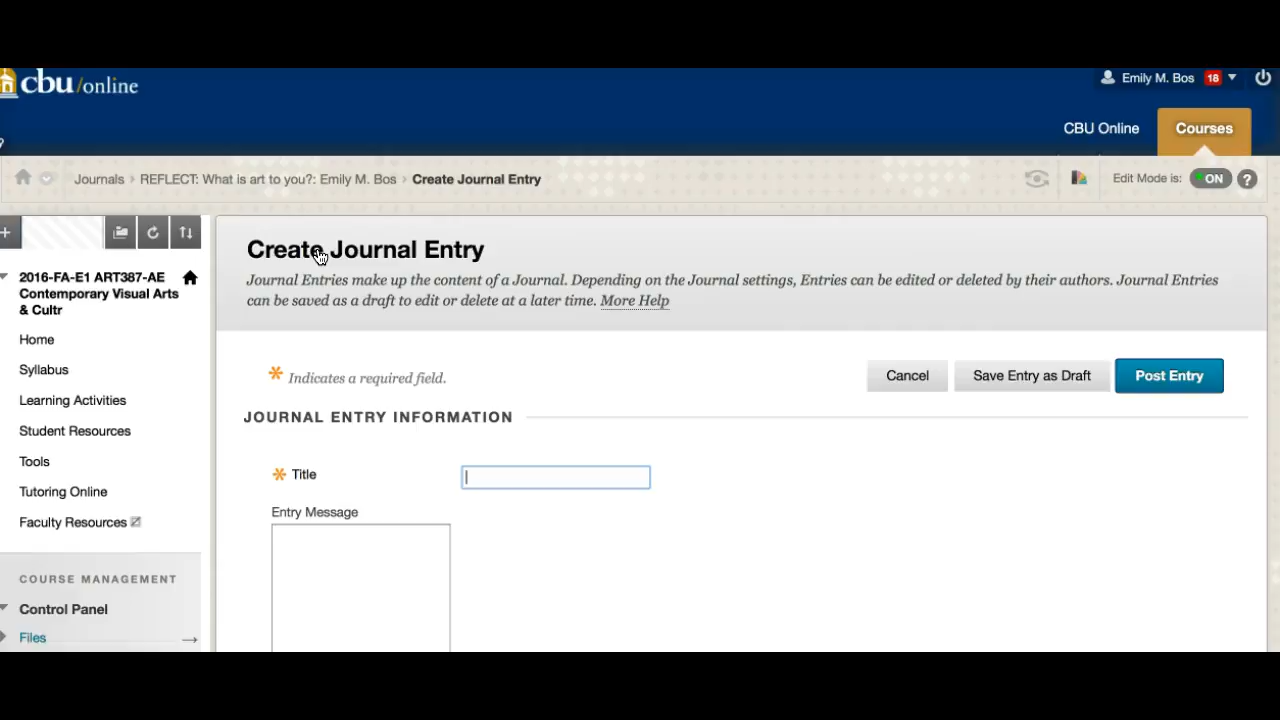 cbu/online
Emily M. Bos 18
CBU Online Courses
Journals › REFLECT: What is art to you?: Emily M. Bos › Create Journal Entry
Edit Mode is: ON ?
2016-FA-E1 ART387-AE
Contemporary Visual Arts
& Cultr
Home
Syllabus
Learning Activities
Student Resources
Tools
Tutoring Online
Faculty Resources
COURSE MANAGEMENT
Control Panel
Files
Create Journal Entry
Journal Entries make up the content of a Journal. Depending on the Journal settings, Entries can be edited or deleted by their authors. Journal Entries
can be saved as a draft to edit or delete at a later time. More Help
Indicates a required field.
Cancel Save Entry as Draft Post Entry
JOURNAL ENTRY INFORMATION
Title
Entry Message